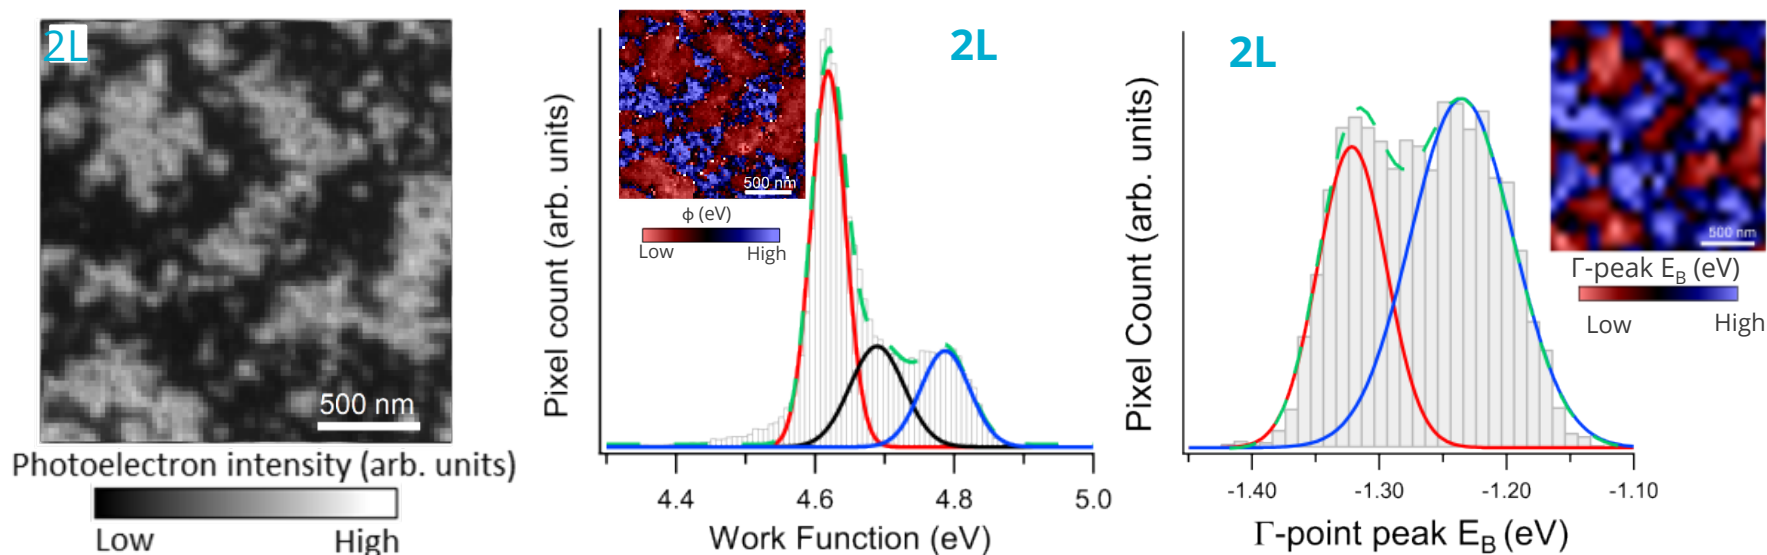 2L
500 nm
Photoelectron intensity (arb. units)
Low High
2L
Pixel count (arb. units)
500 nm
ϕ (eV)
Low High
4.4 4.6 4.8 5.0
Work Function (eV)
2L
Pixel Count (arb. units)
500 nm
Γ-peak E_B (eV)
Low High
-1.40 -1.30 -1.20 -1.10
Γ-point peak E_B (eV)